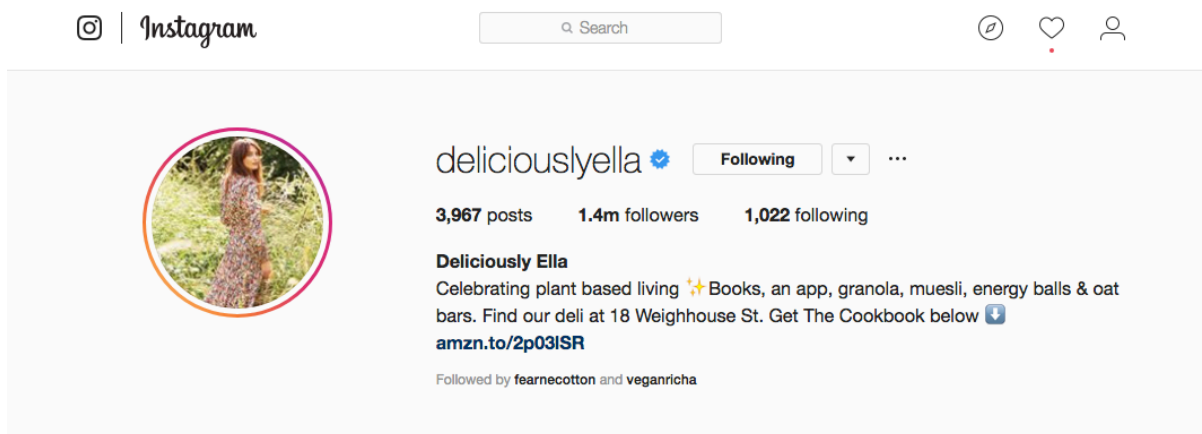 Instagram
Search
deliciouslyella Following
3,967 posts 1.4m followers 1,022 following
Deliciously Ella
Celebrating plant based living ✨Books, an app, granola, muesli, energy balls & oat
bars. Find our deli at 18 Weighhouse St. Get The Cookbook below ⬇️
amzn.to/2p03lSR
Followed by fearnecotton and veganricha